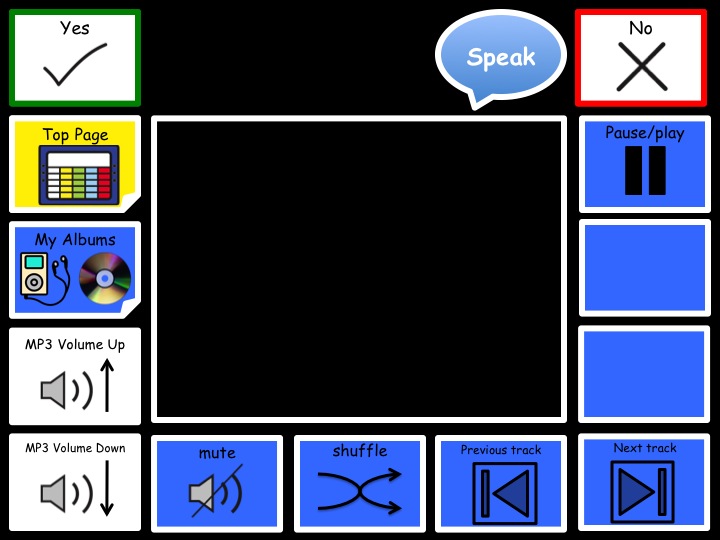 Yes
Speak
No
Top Page
Pause/play
My Albums
MP3 Volume Up
MP3 Volume Down
mute
shuffle
Previous track
Next track